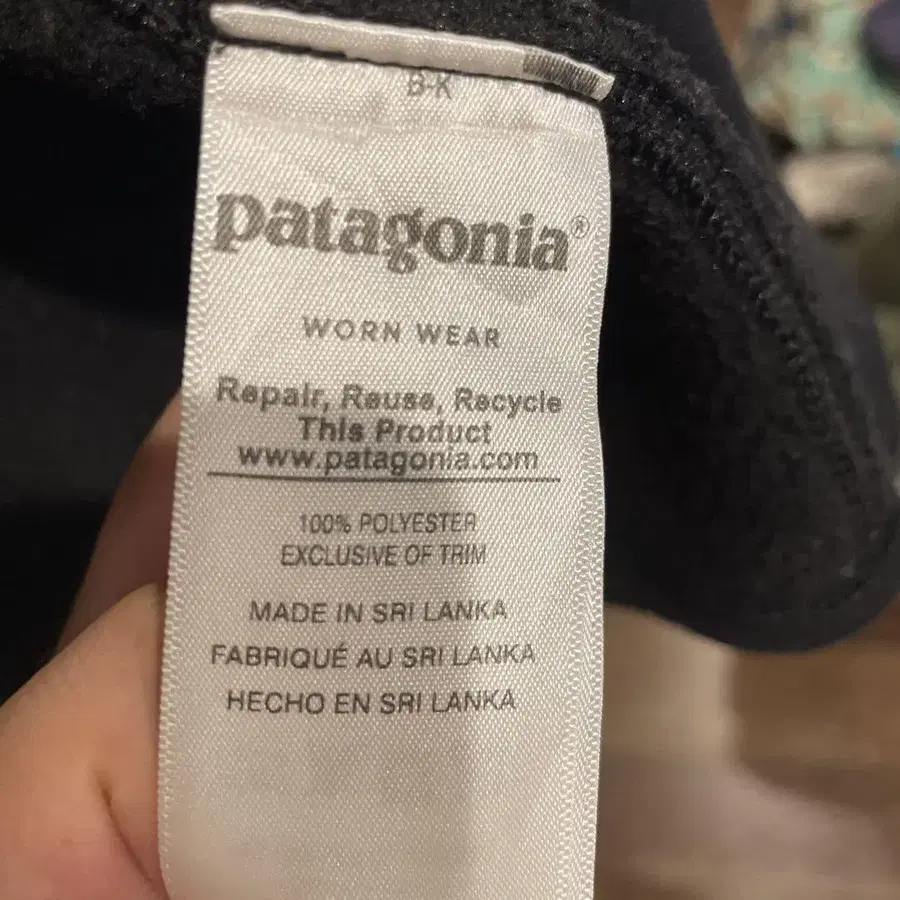 B-K
patagonia®
WORN WEAR
Repair, Reuse, Recycle
This Product
www.patagonia.com
100% POLYESTER
EXCLUSIVE OF TRIM
MADE IN SRI LANKA
FABRIQUÉ AU SRI LANKA
HECHO EN SRI LANKA